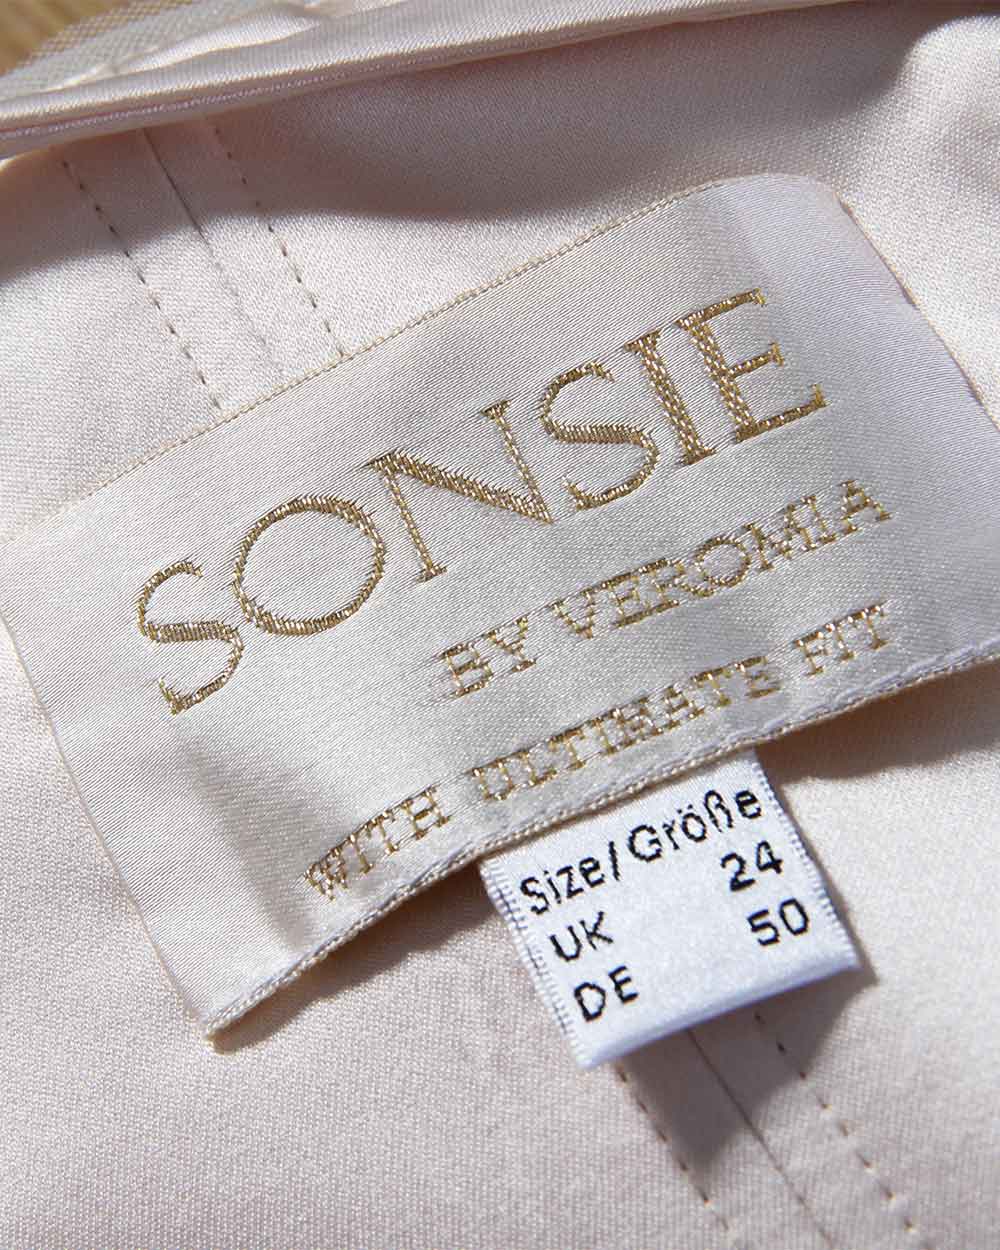 SONSIE
BY VEROMIA
WITH ULTIMATE FIT
Size/Größe
UK 24
DE 50